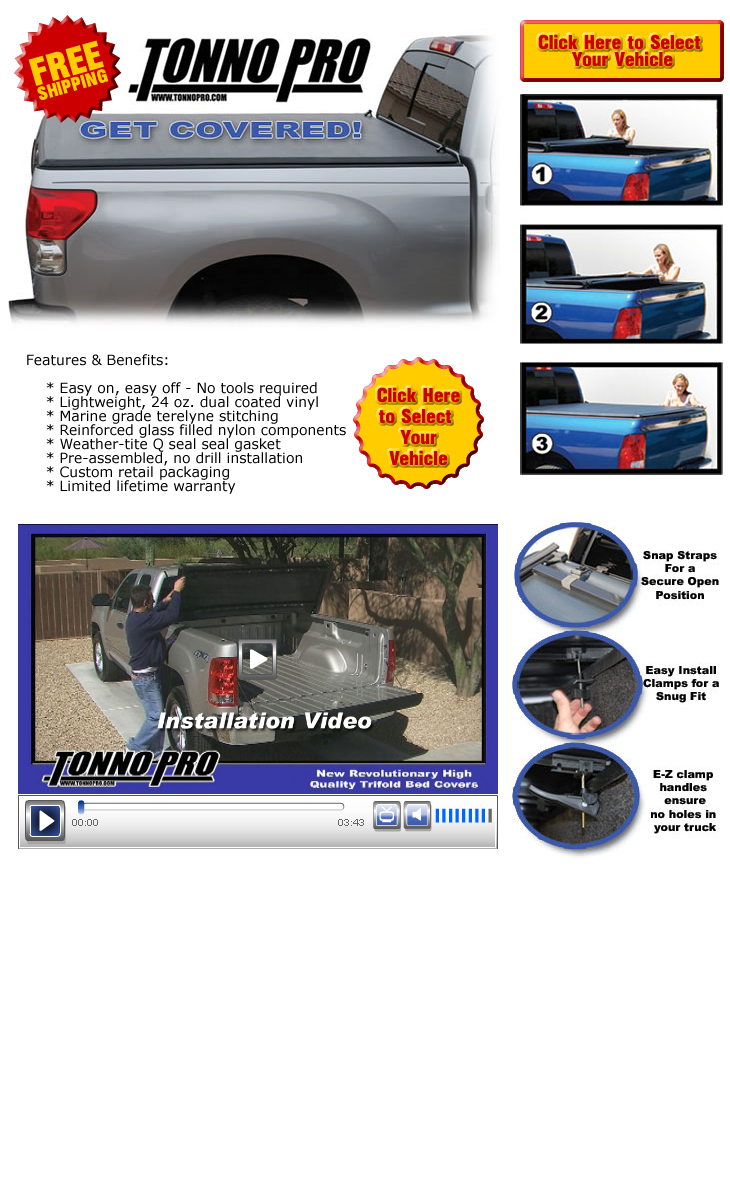 FREE
SHIPPING
TONNO PRO
WWW.TONNOPRO.COM
GET COVERED!
Click Here to Select
Your Vehicle
1
2
3
Features & Benefits:
* Easy on, easy off - No tools required
* Lightweight, 24 oz. dual coated vinyl
* Marine grade terelyne stitching
* Reinforced glass filled nylon components
* Weather-tite Q seal seal gasket
* Pre-assembled, no drill installation
* Custom retail packaging
* Limited lifetime warranty
Click Here
to Select
Your
Vehicle
Installation Video
TONNO PRO
WWW.TONNOPRO.COM
New Revolutionary High
Quality Trifold Bed Covers
00:00
03:43
Snap Straps
For a
Secure Open
Position
Easy Install
Clamps for a
Snug Fit
E-Z clamp
handles
ensure
no holes in
your truck